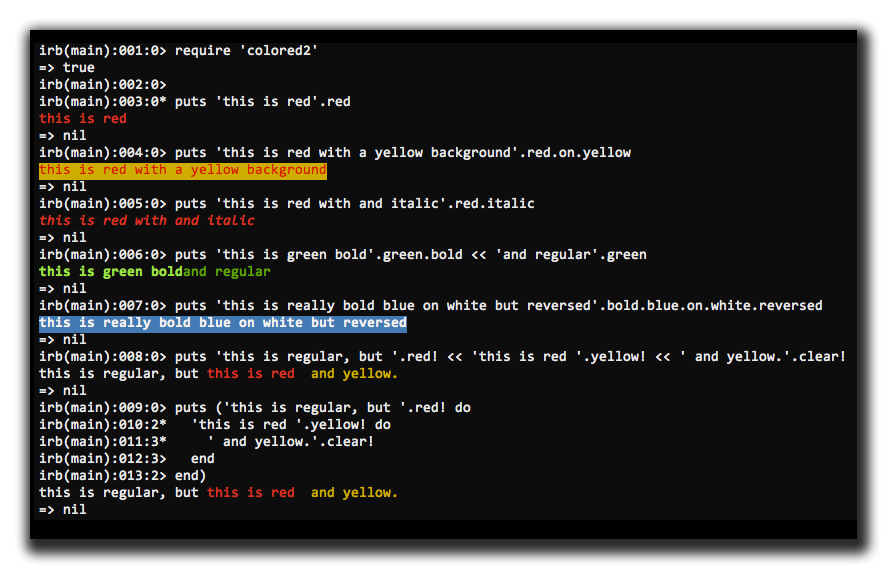 irb(main):001:0> require 'colored2'
=> true
irb(main):002:0>
irb(main):003:0* puts 'this is red'.red
this is red
=> nil
irb(main):004:0> puts 'this is red with a yellow background'.red.on.yellow
this is red with a yellow background
=> nil
irb(main):005:0> puts 'this is red with and italic'.red.italic
this is red with and italic
=> nil
irb(main):006:0> puts 'this is green bold'.green.bold << 'and regular'.green
this is green boldand regular
=> nil
irb(main):007:0> puts 'this is really bold blue on white but reversed'.bold.blue.on.white.reversed
this is really bold blue on white but reversed
=> nil
irb(main):008:0> puts 'this is regular, but '.red! << 'this is red '.yellow! << ' and yellow.'.clear!
this is regular, but this is red  and yellow.
=> nil
irb(main):009:0> puts ('this is regular, but '.red! do
irb(main):010:2*   'this is red '.yellow! do
irb(main):011:3*     ' and yellow.'.clear!
irb(main):012:3>   end
irb(main):013:2> end)
this is regular, but this is red  and yellow.
=> nil